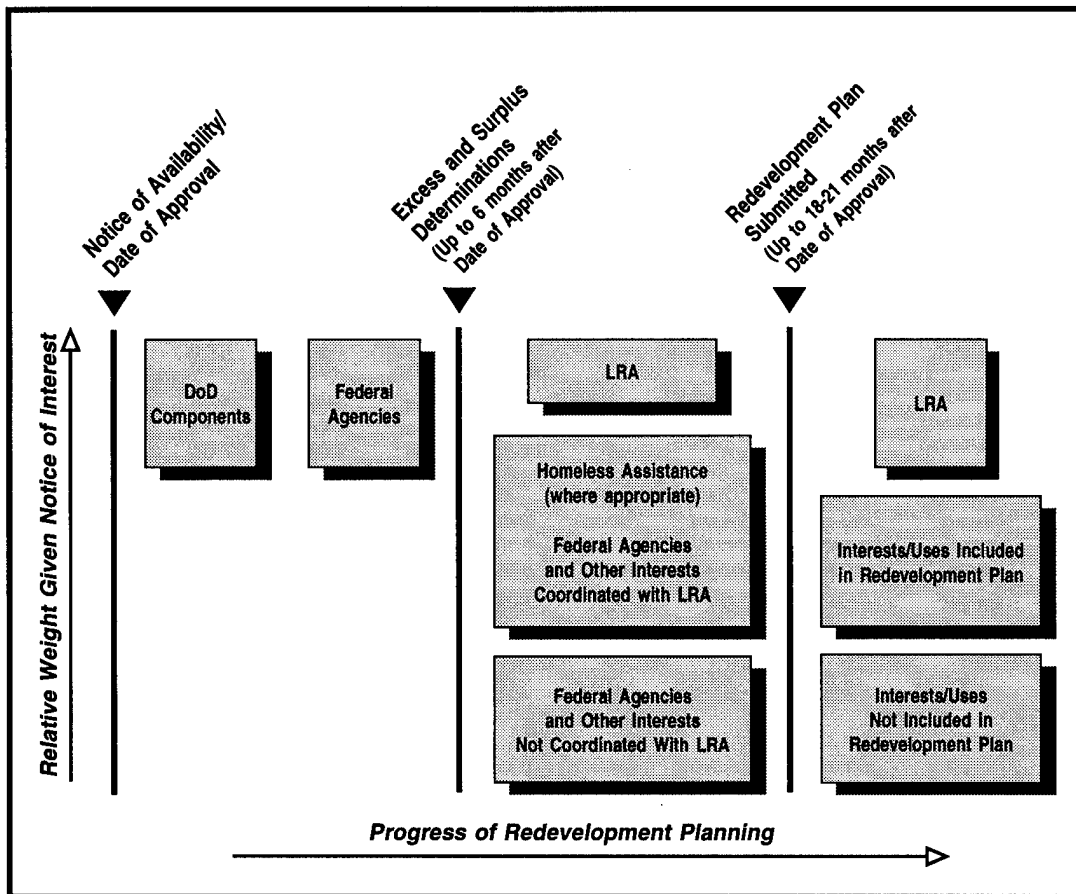 Notice of Availability/
Date of Approval
Excess and Surplus
Determinations
(Up to 6 months after
Date of Approval)
Redevelopment Plan
Submitted
(Up to 18-21 months after
Date of Approval)
Relative Weight Given Notice of Interest
DoD
Components
Federal
Agencies
LRA
Homeless Assistance
(where appropriate)
Federal Agencies
and Other Interests
Coordinated with LRA
Federal Agencies
and Other Interests
Not Coordinated With LRA
LRA
Interests/Uses Included
in Redevelopment Plan
Interests/Uses
Not Included in
Redevelopment Plan
Progress of Redevelopment Planning